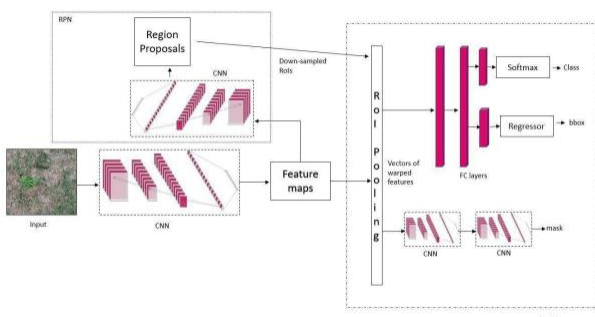 RPN
Region
Proposals
Down-sampled
RoIs
CNN
Input
CNN
Feature
maps
RoI Pooling
Vectors of
warped
features
FC layers
Softmax
Class
Regressor
bbox
CNN
CNN
mask